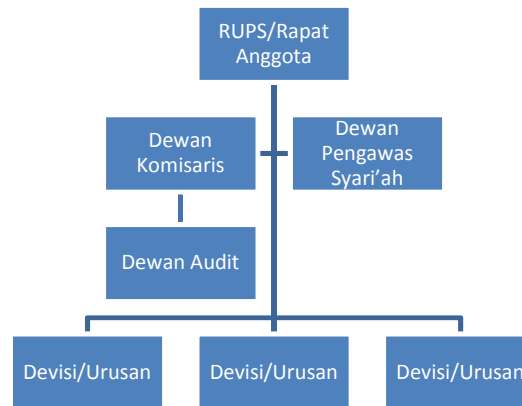 RUPS/Rapat
Anggota
Dewan
Komisaris
Dewan
Pengawas
Syari’ah
Dewan Audit
Devisi/Urusan
Devisi/Urusan
Devisi/Urusan